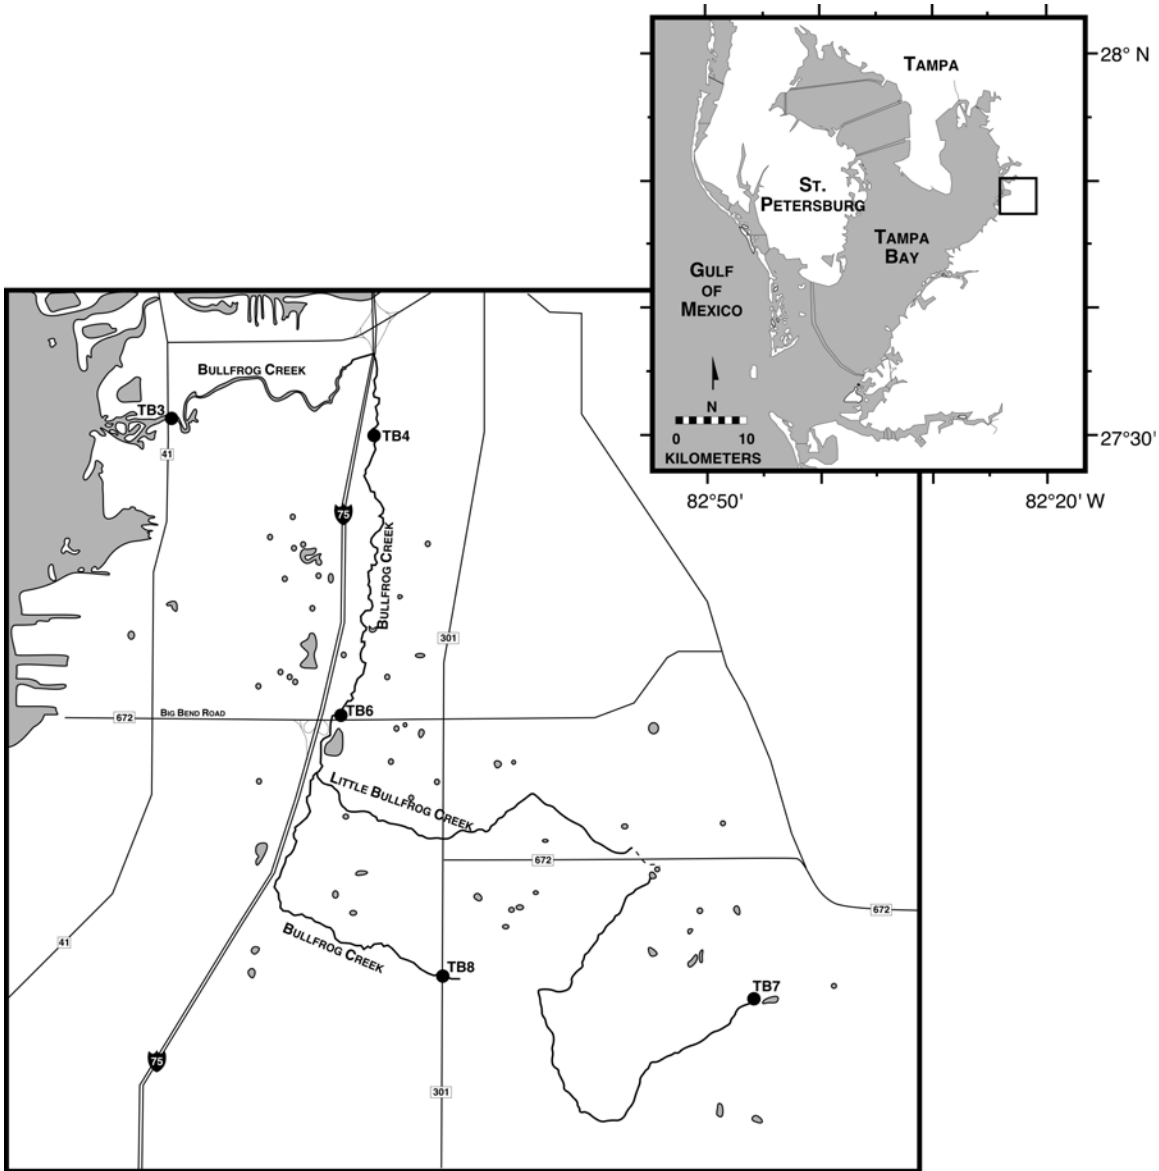 TAMPA
28° N
ST.
PETERSBURG
TAMPA
BAY
GULF
OF
MEXICO
N
0 10
KILOMETERS
27°30'
82°50'
82°20' W
BULLFROG CREEK
TB3
TB4
41
75
BULLFROG CREEK
301
672
BIG BEND ROAD
TB6
LITTLE BULLFROG CREEK
672
672
41
BULLFROG CREEK
TB8
TB7
75
301